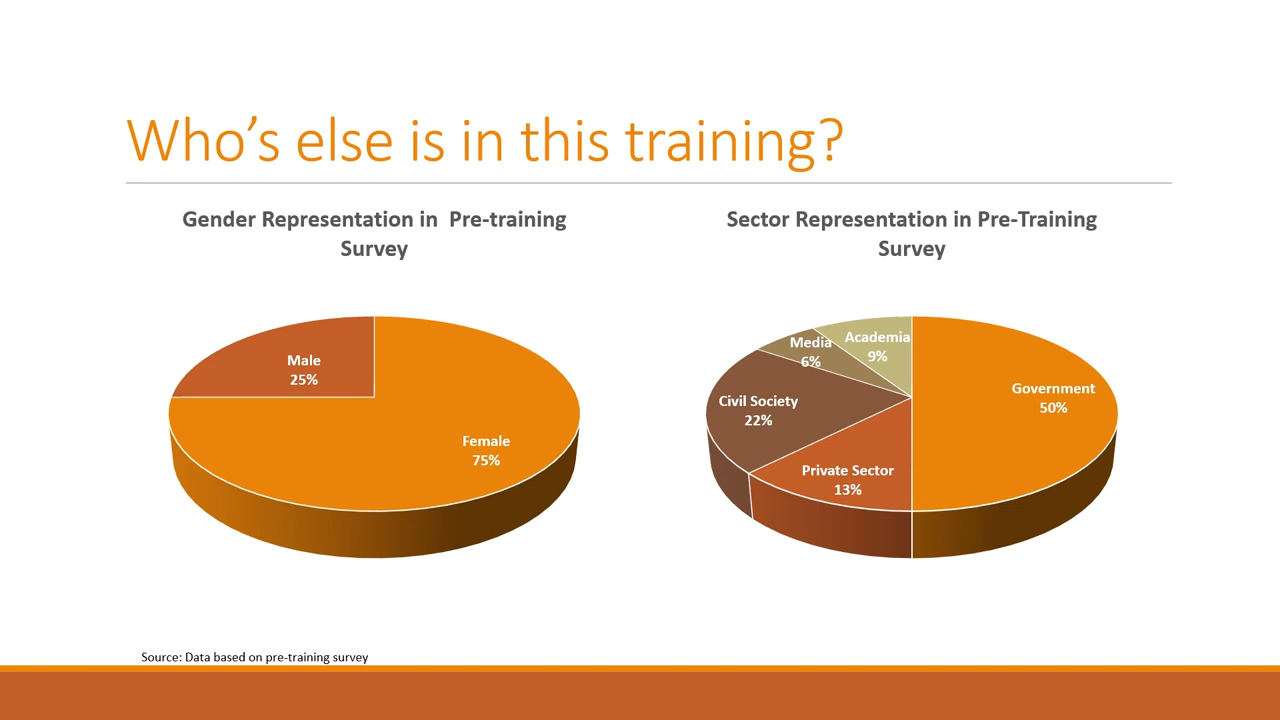 Who’s else is in this training?
Gender Representation in  Pre-training
Survey
Male
25%
Female
75%
Sector Representation in Pre-Training
Survey
Academia
9%
Media
6%
Government
50%
Civil Society
22%
Private Sector
13%
Source: Data based on pre-training survey